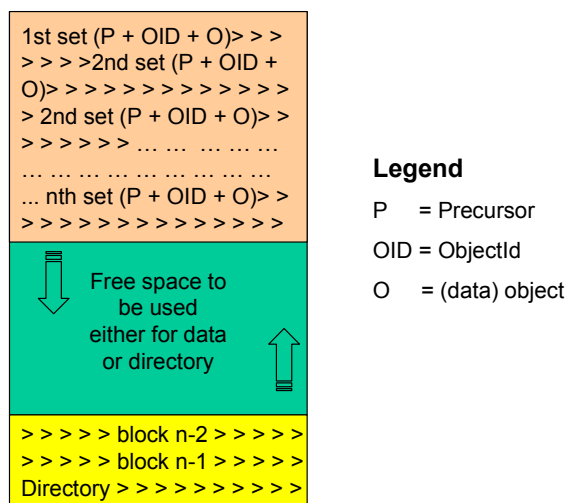 1st set (P + OID + O)> > >
> > > >2nd set (P + OID +
O)> > > > > > > > > > > > >
> 2nd set (P + OID + O)> >
> > > > > > … … … … …
… … … … … … … … …
... nth set (P + OID + O)> >
> > > > > > > > > > > > > >
Free space to
be used
either for data
or directory
> > > > > block n-2 > > > > >
> > > > > block n-1 > > > > >
Directory > > > > > > > > > >
Legend
P = Precursor
OID = ObjectId
O = (data) object